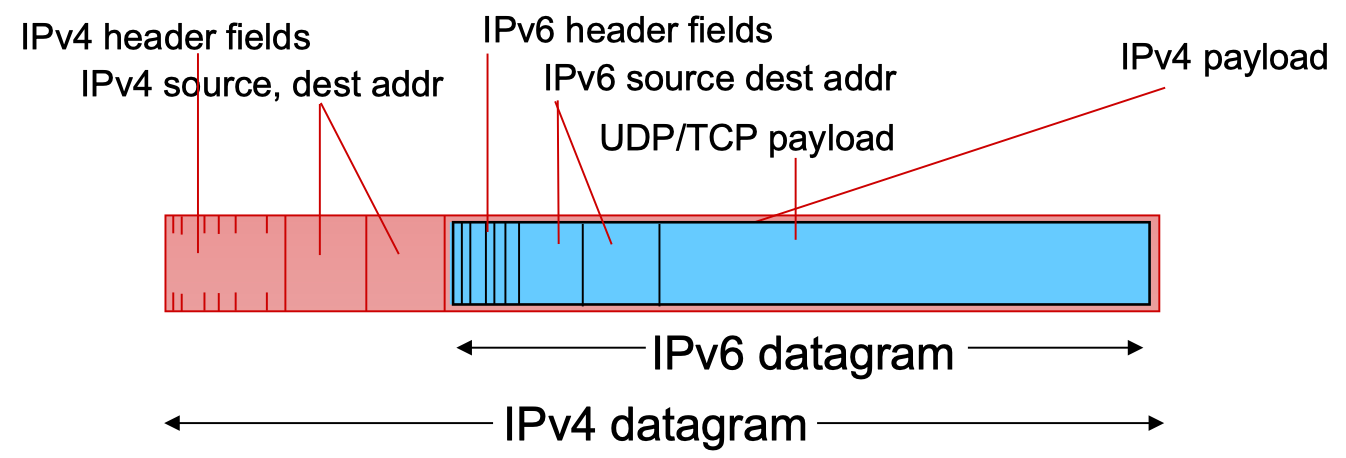 IPv4 header fields
IPv6 header fields
IPv4 payload
IPv4 source, dest addr
IPv6 source dest addr
UDP/TCP payload
IPv6 datagram
IPv4 datagram